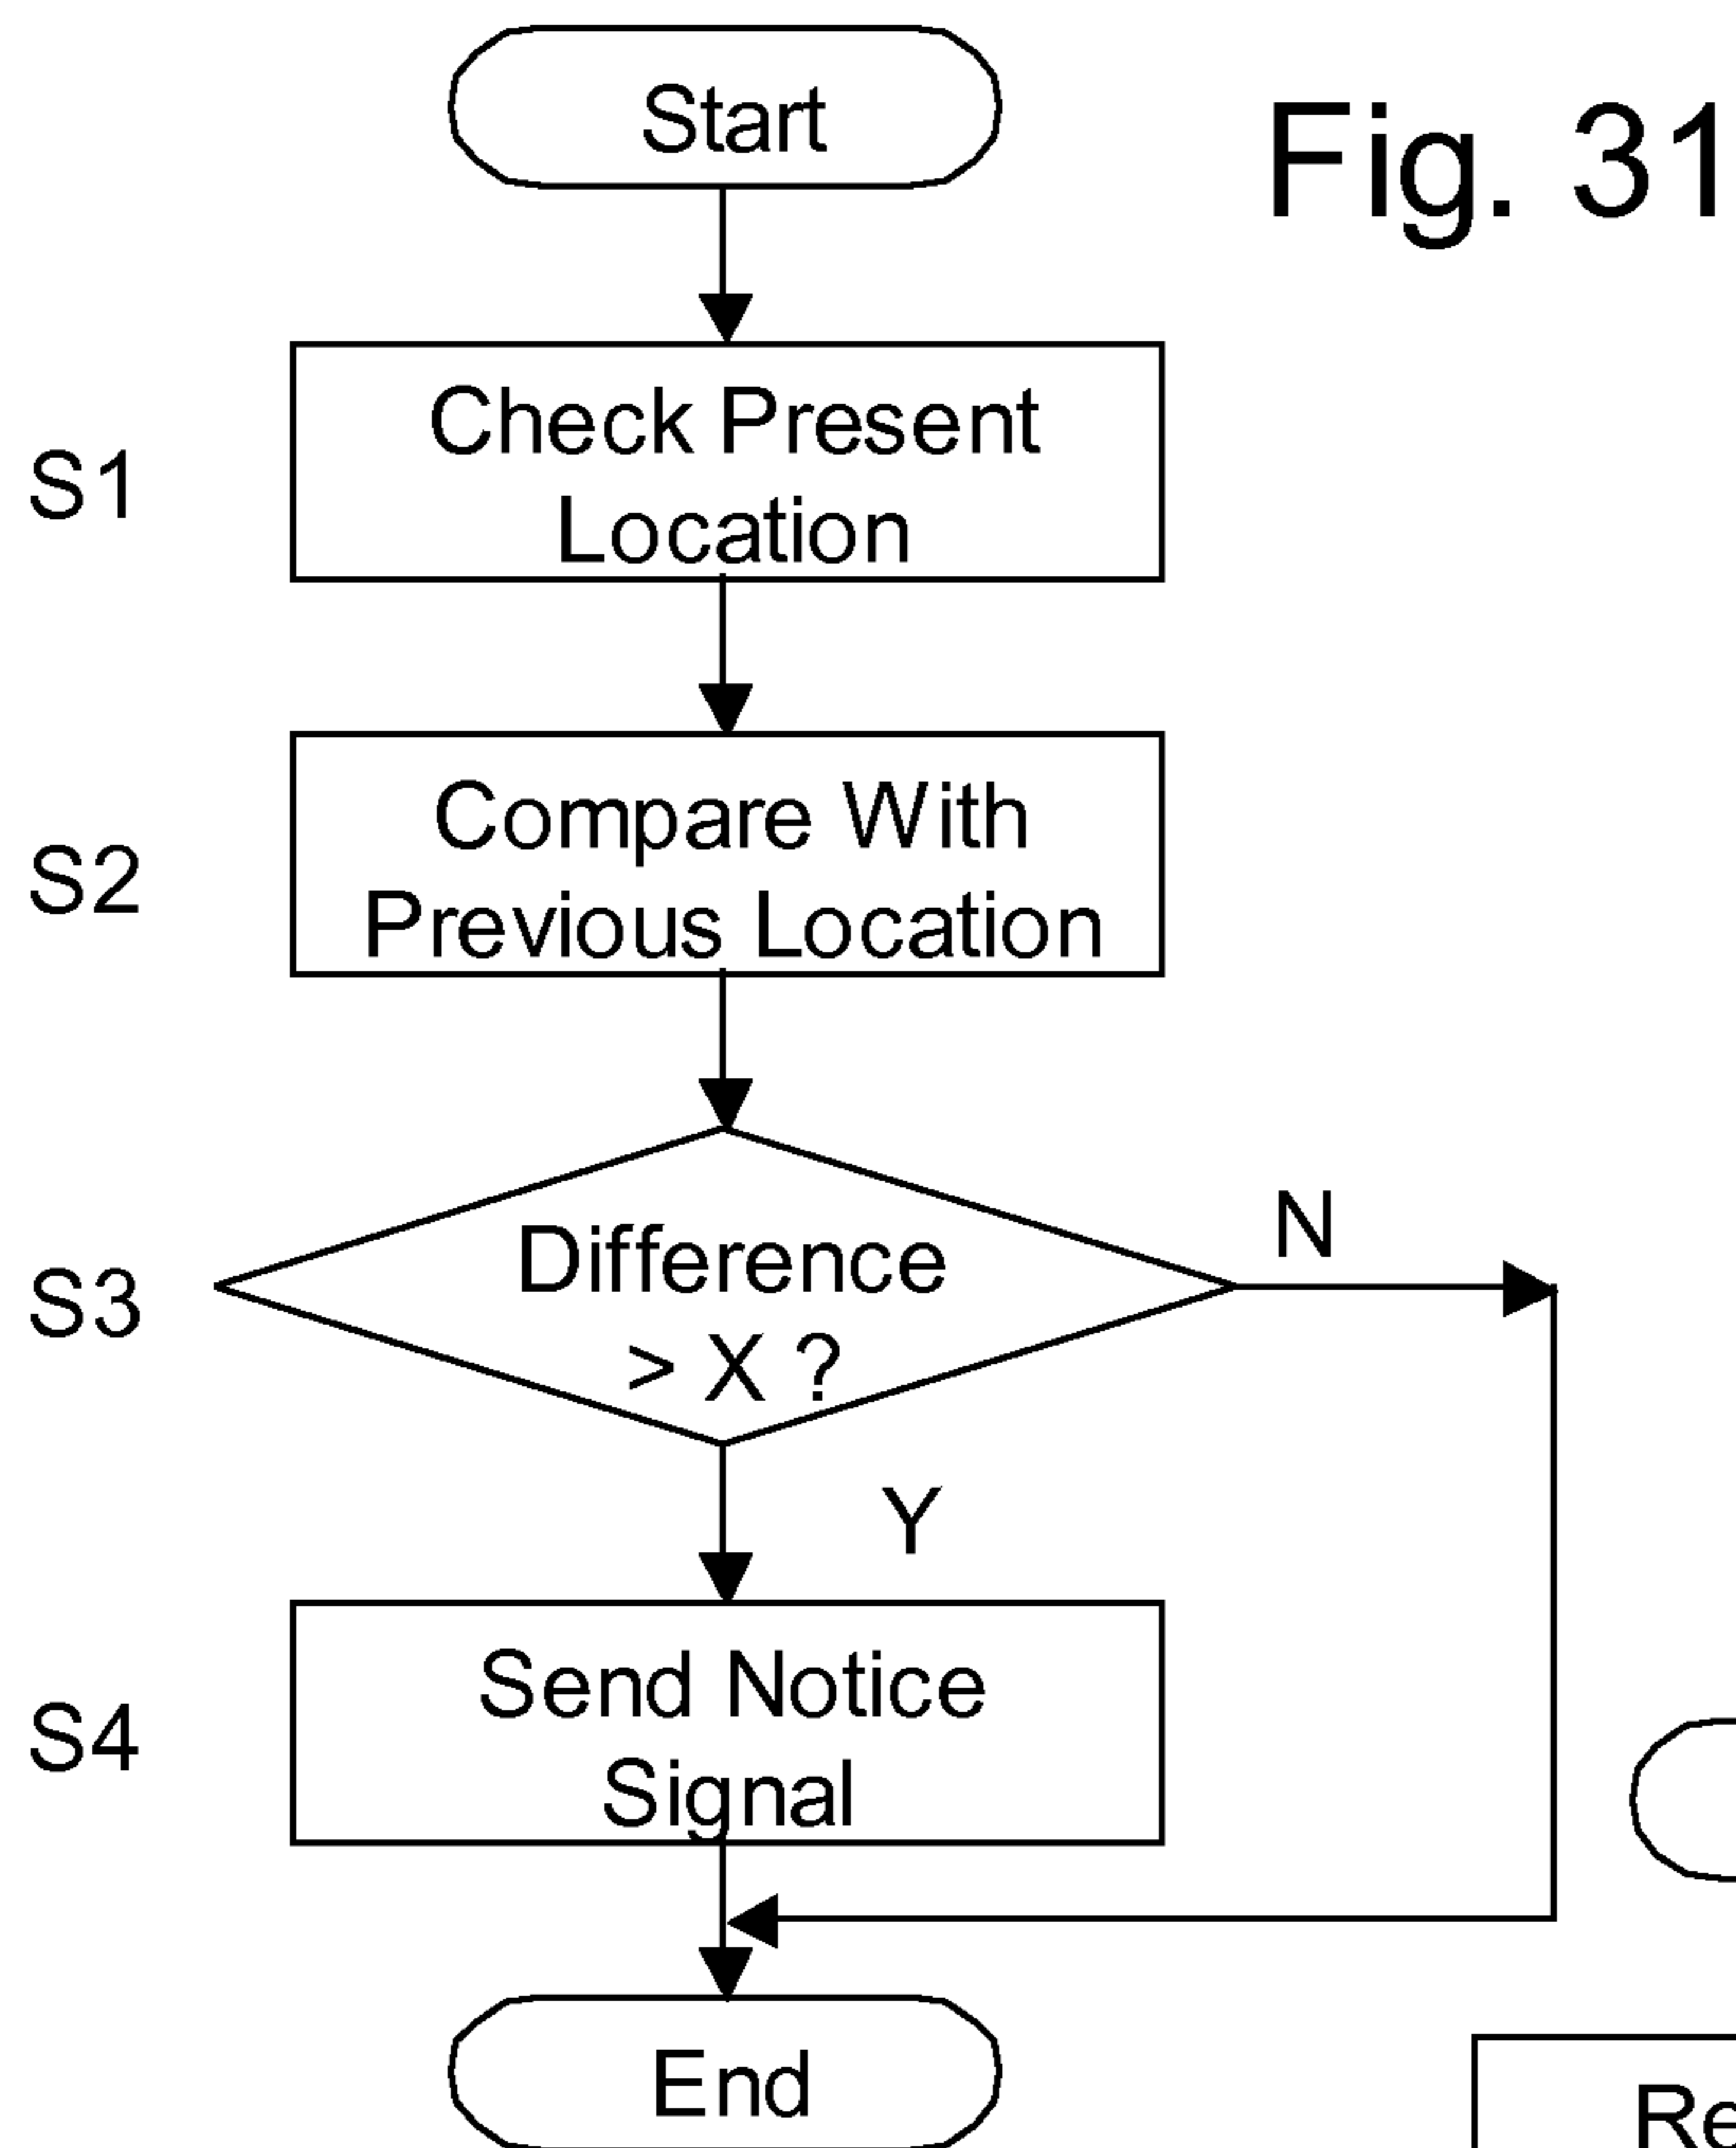 Start
Fig. 31
S1
Check Present
Location
S2
Compare With
Previous Location
S3
Difference
> X ?
N
Y
S4
Send Notice
Signal
End